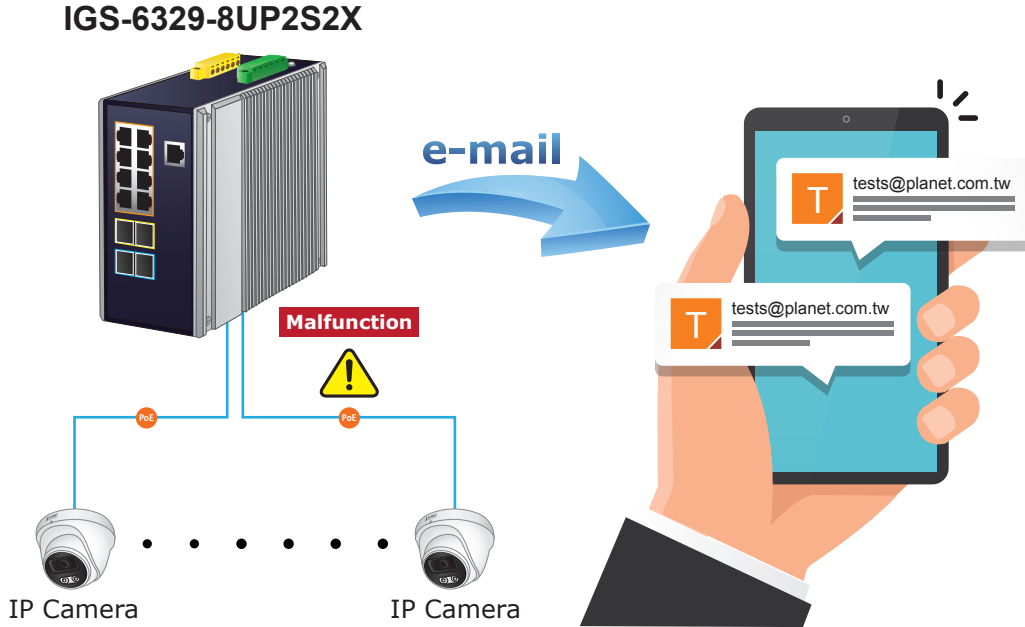 IGS-6329-8UP2S2X
e-mail
T
tests@planet.com.tw
T
tests@planet.com.tw
Malfunction
PoE
PoE
IP Camera
IP Camera